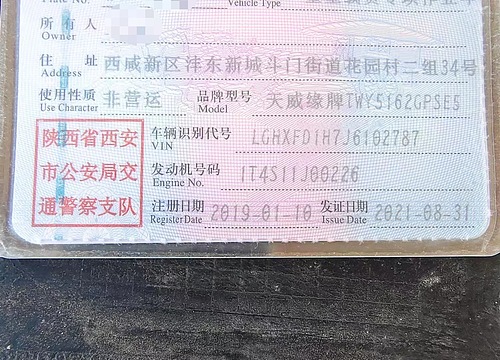 Plate No.
Vehicle Type
所有人
Owner
住址 西咸新区沣东新城斗门街道花园村二组34号
Address
使用性质 非营运 品牌型号 天威缘牌TWY5162GPSE5
Use Character Model
陕西省西安 车辆识别代号 LGHXFD1H7J6102787
VIN
市公安局交 发动机号码 1T4S11J00226
Engine No.
通警察支队 注册日期 2019-01-10 发证日期 2021-08-31
Register Date Issue Date